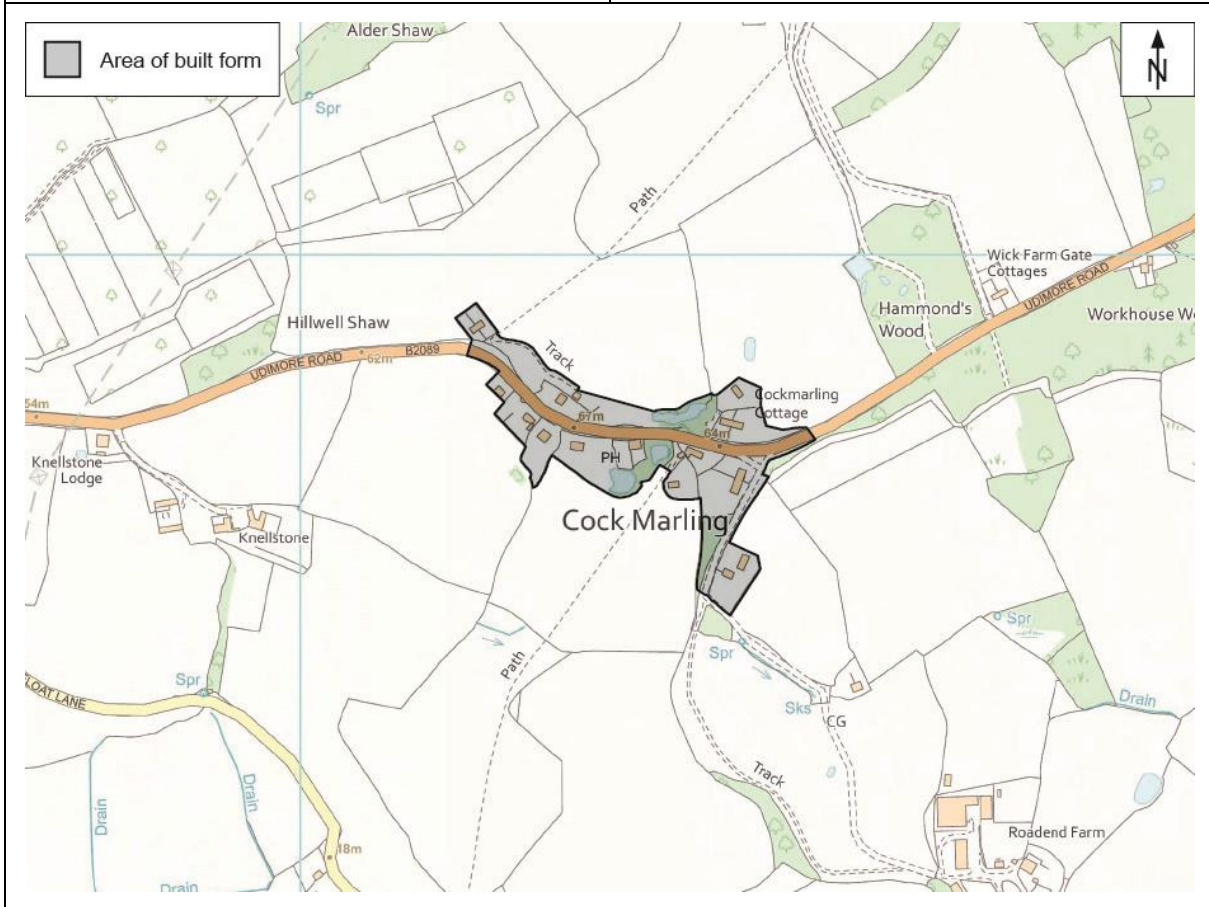 Area of built form
N
Alder Shaw
Spr
Path
Hillwell Shaw
UDIMORE ROAD
62m
B2089
Track
67m
PH
64m
Cockmarling
Cottage
Cock Marling
Wick Farm Gate
Cottages
UDIMORE ROAD
Hammond's
Wood
Workhouse W
54m
Knellstone
Lodge
Knellstone
Spr
FLOAT LANE
Drain
Drain
Drain
18m
Path
Spr
Sks
CG
Track
Spr
Drain
Roadend Farm